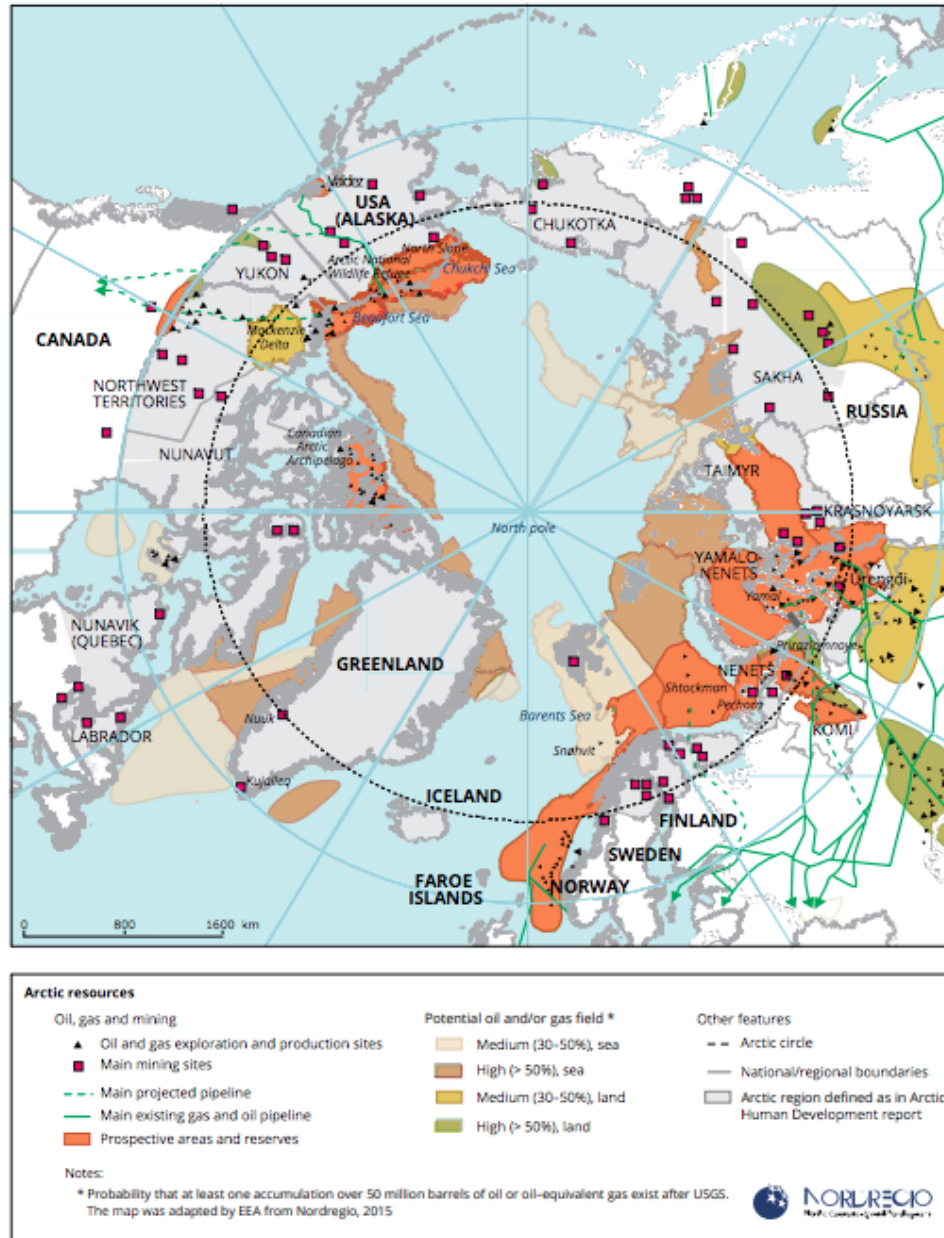 Valdez
USA
(ALASKA)
CHUKOTKA
North Slope
Chukchi Sea
Arctic National
Wildlife Refuge
YUKON
Beaufort Sea
Mackenzie
Delta
CANADA
NORTHWEST
TERRITORIES
SAKHA
RUSSIA
NUNAVUT
Canadian
Arctic
Archipelago
TAIMYR
KRASNOYARSK
North pole
YAMALO-
NENETS
Urengoi
Yamal
NUNAVIK
(QUEBEC)
Prirazlomnoye
GREENLAND
NENETS
Shtockman
Pechora
Nuuk
Barents Sea
KOMI
LABRADOR
Snøhvit
Kujalleq
ICELAND
FINLAND
SWEDEN
FAROE
ISLANDS
NORWAY
0 800 1600 km
Arctic resources
Oil, gas and mining
Oil and gas exploration and production sites
Main mining sites
Main projected pipeline
Main existing gas and oil pipeline
Prospective areas and reserves
Potential oil and/or gas field *
Medium (30–50%), sea
High (> 50%), sea
Medium (30–50%), land
High (> 50%), land
Other features
Arctic circle
National/regional boundaries
Arctic region defined as in Arctic
Human Development report
Notes:
* Probability that at least one accumulation over 50 million barrels of oil or oil–equivalent gas exist after USGS.
The map was adapted by EEA from Nordregio, 2015
NORDREGIO